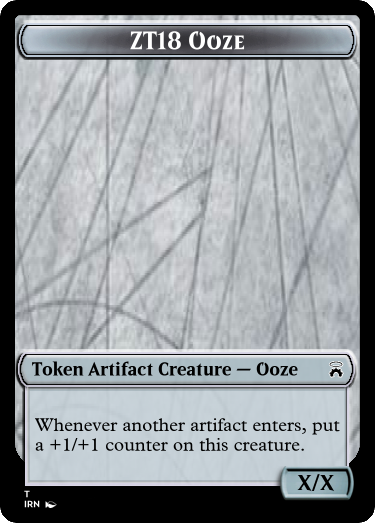 ZT18 Ooze
Token Artifact Creature — Ooze
Whenever another artifact enters, put
a +1/+1 counter on this creature.
X/X
T
IRN